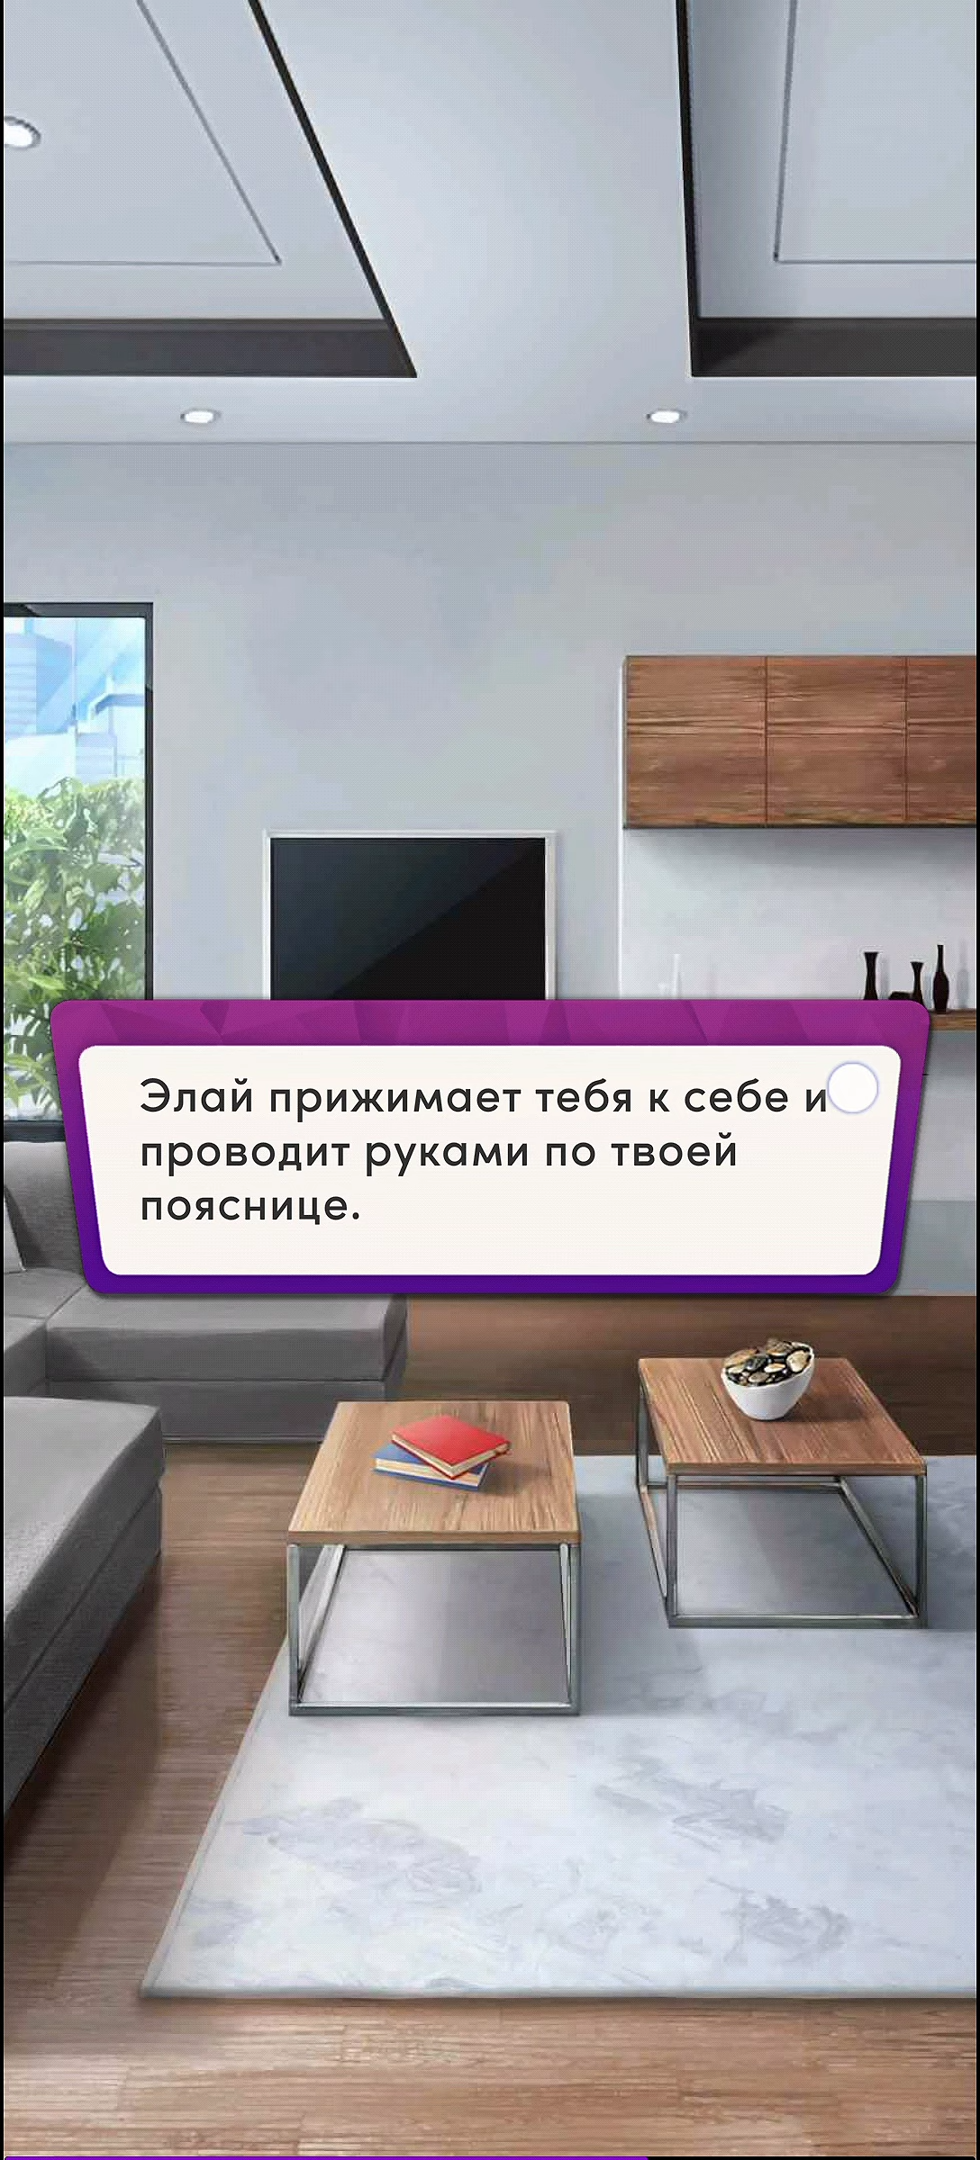 Элай прижимает тебя к себе и
проводит руками по твоей
пояснице.